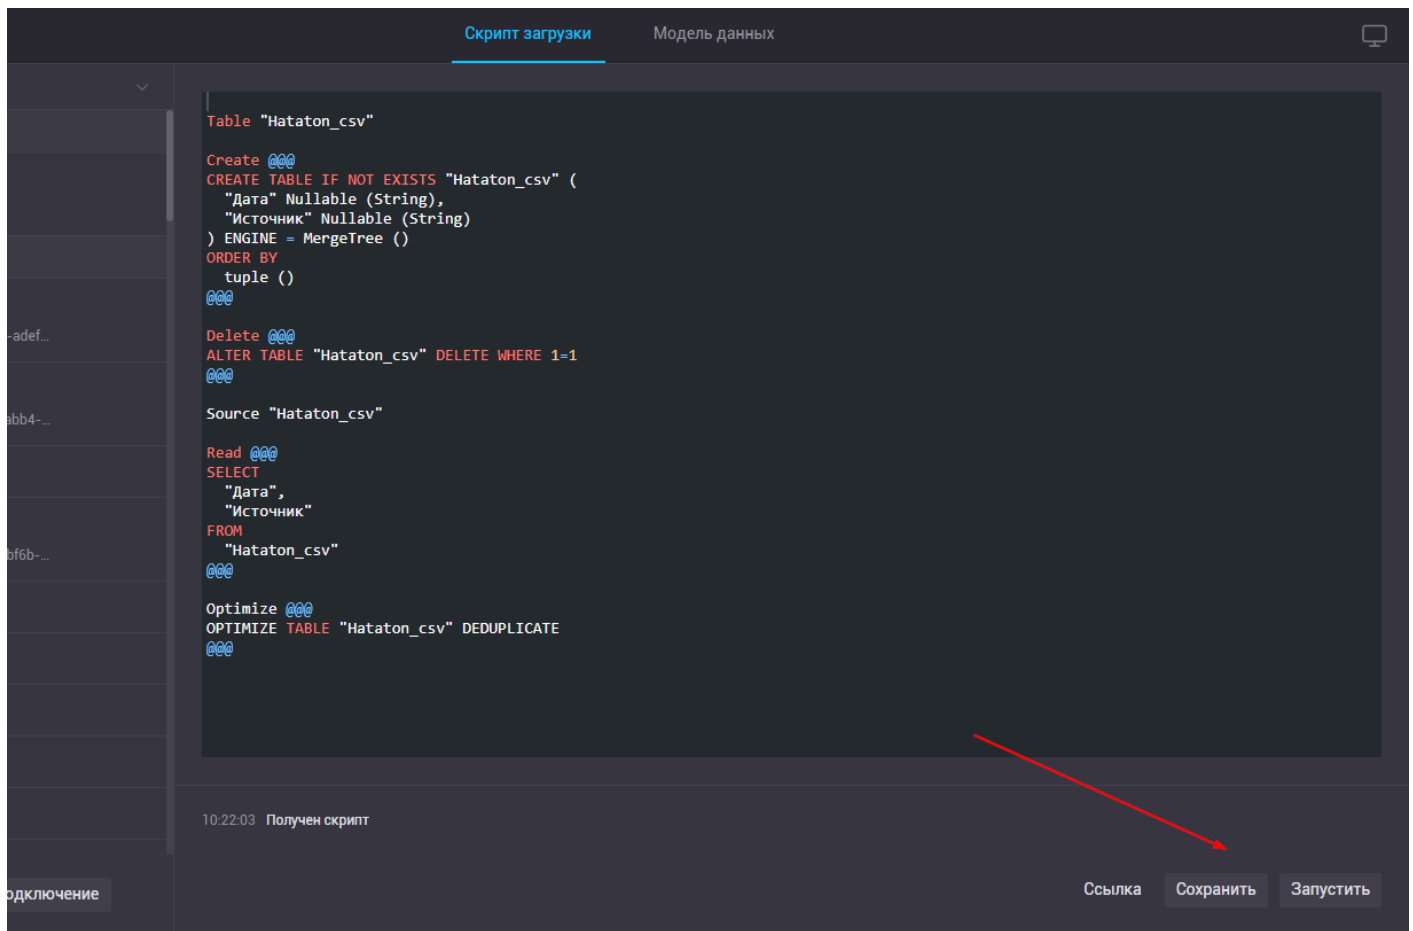 Скрипт загрузки Модель данных
Table "Hataton_csv"
Create @@@
CREATE TABLE IF NOT EXISTS "Hataton_csv" (
"Дата" Nullable (String),
"Источник" Nullable (String)
) ENGINE = MergeTree ()
ORDER BY
tuple ()
@@@
Delete @@@
ALTER TABLE "Hataton_csv" DELETE WHERE 1=1
@@@
Source "Hataton_csv"
Read @@@
SELECT
"Дата",
"Источник"
FROM
"Hataton_csv"
@@@
Optimize @@@
OPTIMIZE TABLE "Hataton_csv" DEDUPLICATE
@@@
-adef...
abb4-...
bf6b-...
10:22:03 Получен скрипт
одключение
Ссылка Сохранить Запустить